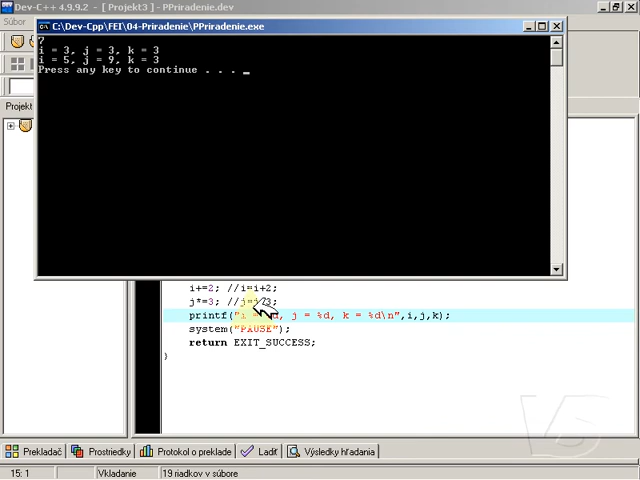 Dev-C++ 4.9.9.2 - [ Projekt3 ] - PPriradenie.dev
Súbor
C:\Dev-Cpp\FEI\04-Priradenie\PPriradenie.exe
7
i = 3, j = 3, k = 3
i = 5, j = 9, k = 3
Press any key to continue . . . _
Projekt
i+=2; //i=i+2;
j*=3; //j=j*3;
printf("i = %d, j = %d, k = %d\n",i,j,k);
system("PAUSE");
return EXIT_SUCCESS;
}
Prekladač
Prostriedky
Protokol o preklade
Ladiť
Výsledky hľadania
15: 1
Vkladanie
19 riadkov v súbore